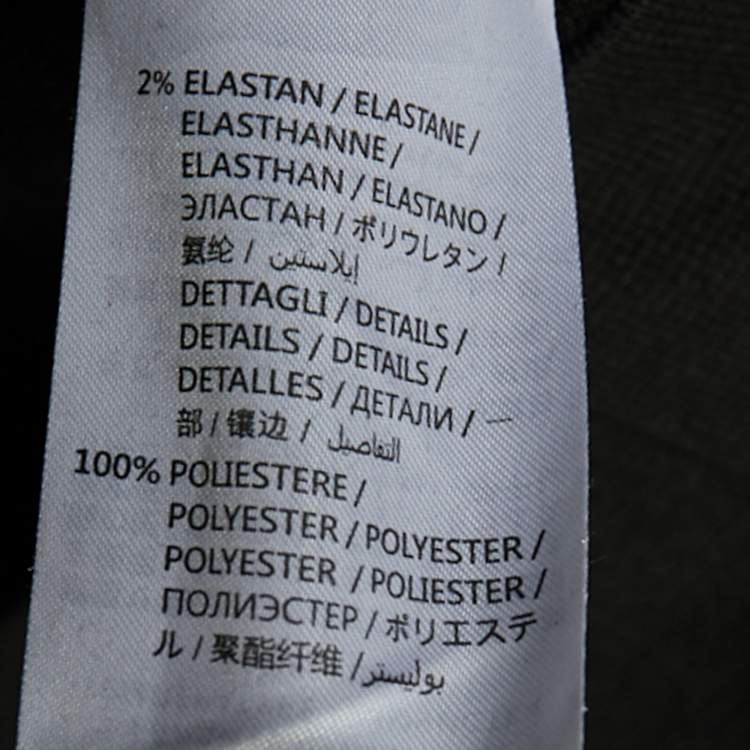 2% ELASTAN / ELASTANE /
ELASTHANNE /
ELASTHAN / ELASTANO /
ЭЛАСТАН / ポリウレタン /
氨纶 / إيلاستين
DETTAGLI / DETAILS /
DETAILS / DETAILS /
DETALLES / ДЕТАЛИ / 一
部 / 镶边 / التفاصيل
100% POLIESTERE /
POLYESTER / POLYESTER /
POLYESTER / POLIESTER /
ПОЛИЭСТЕР / ポリエステ
ル / 聚酯纤维 / بوليستر